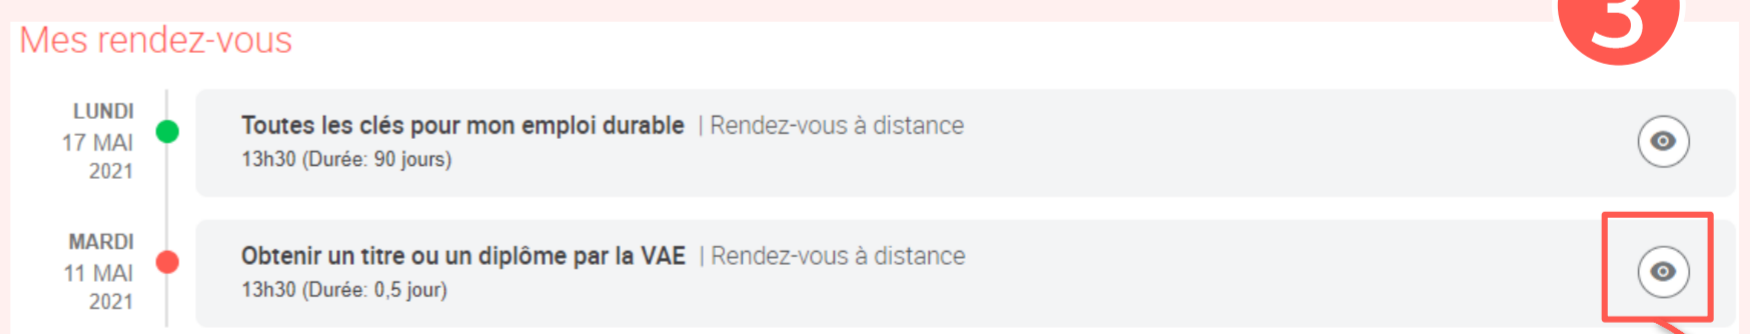 3
Mes rendez-vous
LUNDI
17 MAI
2021
Toutes les clés pour mon emploi durable | Rendez-vous à distance
13h30 (Durée: 90 jours)
MARDI
11 MAI
2021
Obtenir un titre ou un diplôme par la VAE | Rendez-vous à distance
13h30 (Durée: 0,5 jour)